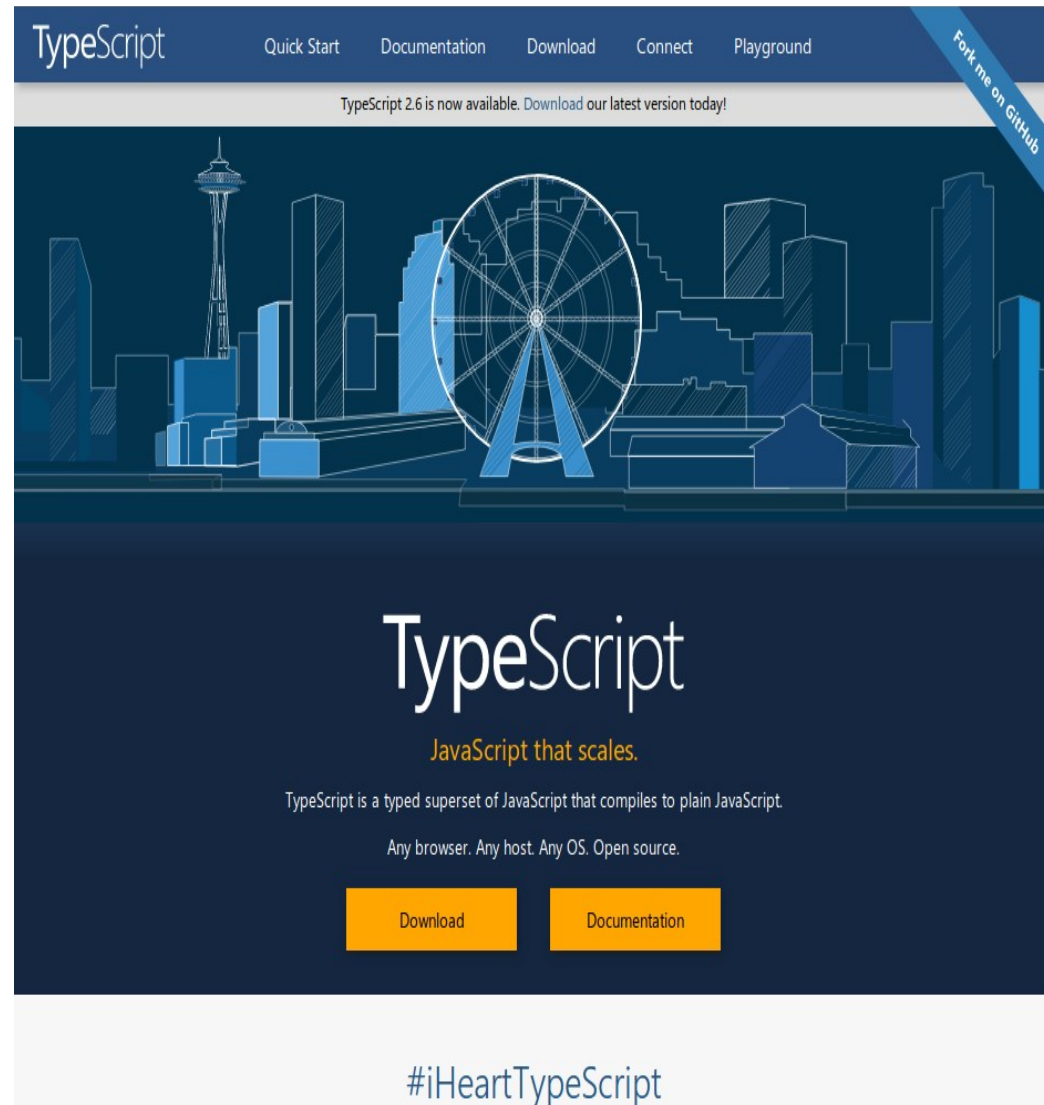 TypeScript
Quick Start Documentation Download Connect Playground
Fork me on GitHub
TypeScript 2.6 is now available. Download our latest version today!
TypeScript
JavaScript that scales.
TypeScript is a typed superset of JavaScript that compiles to plain JavaScript.
Any browser. Any host. Any OS. Open source.
Download Documentation
#iHeartTypeScript